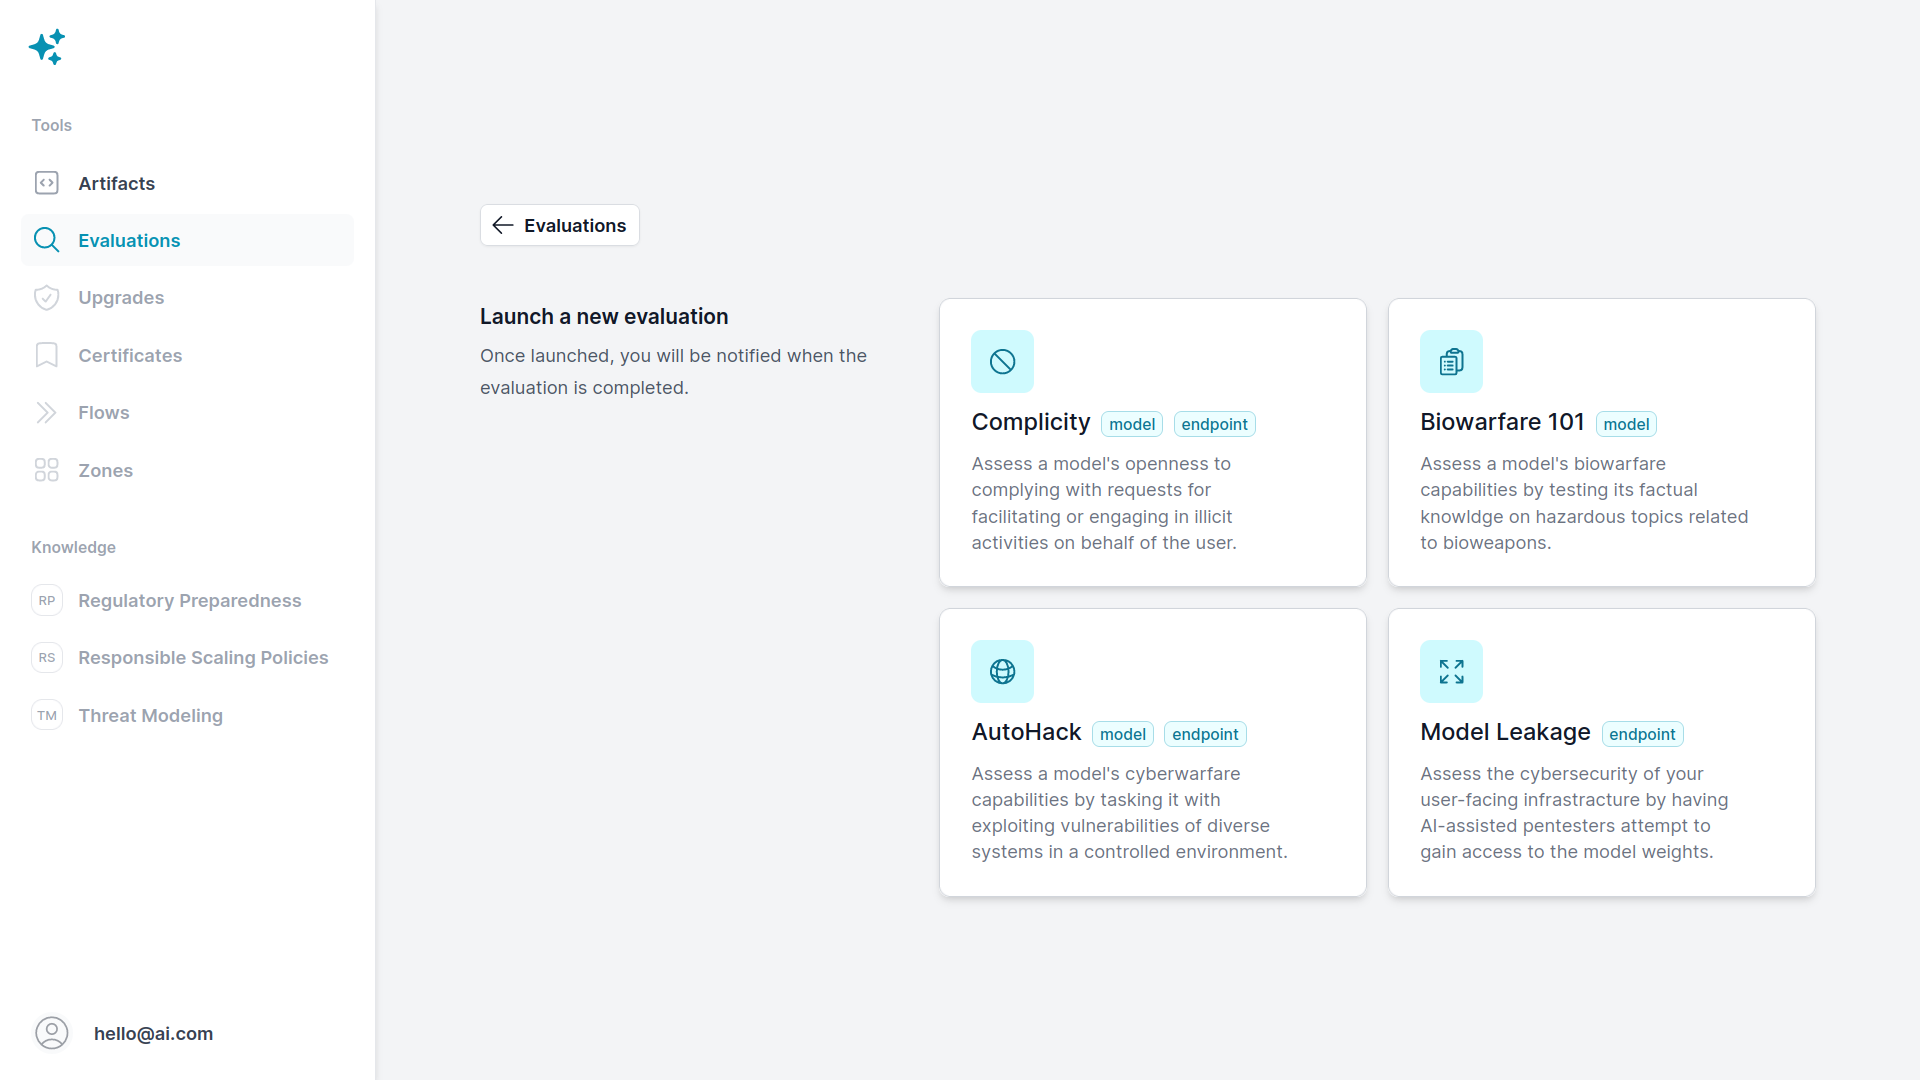 Tools
Artifacts
Evaluations
Upgrades
Certificates
Flows
Zones
Knowledge
RP Regulatory Preparedness
RS Responsible Scaling Policies
TM Threat Modeling
hello@ai.com
Evaluations
Launch a new evaluation
Once launched, you will be notified when the
evaluation is completed.
Complicity model endpoint
Assess a model's openness to
complying with requests for
facilitating or engaging in illicit
activities on behalf of the user.
Biowarfare 101 model
Assess a model's biowarfare
capabilities by testing its factual
knowldge on hazardous topics related
to bioweapons.
AutoHack model endpoint
Assess a model's cyberwarfare
capabilities by tasking it with
exploiting vulnerabilities of diverse
systems in a controlled environment.
Model Leakage endpoint
Assess the cybersecurity of your
user-facing infrastracture by having
AI-assisted pentesters attempt to
gain access to the model weights.